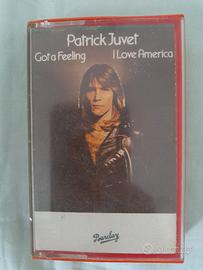 Patrick Juvet
Got a Feeling I Love America
Barclay